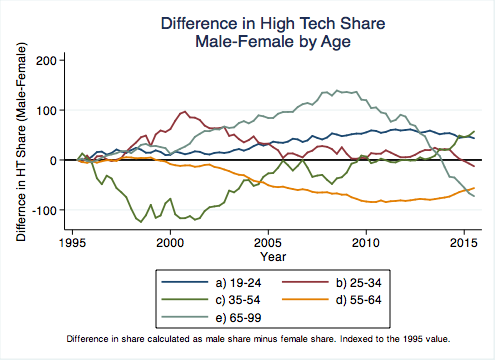 Difference in High Tech Share
Male-Female by Age
Differnce in HT Share (Male-Female)
200
100
0
-100
1995
2000
2005
2010
2015
Year
a) 19-24
b) 25-34
c) 35-54
d) 55-64
e) 65-99
Difference in share calculated as male share minus female share. Indexed to the 1995 value.